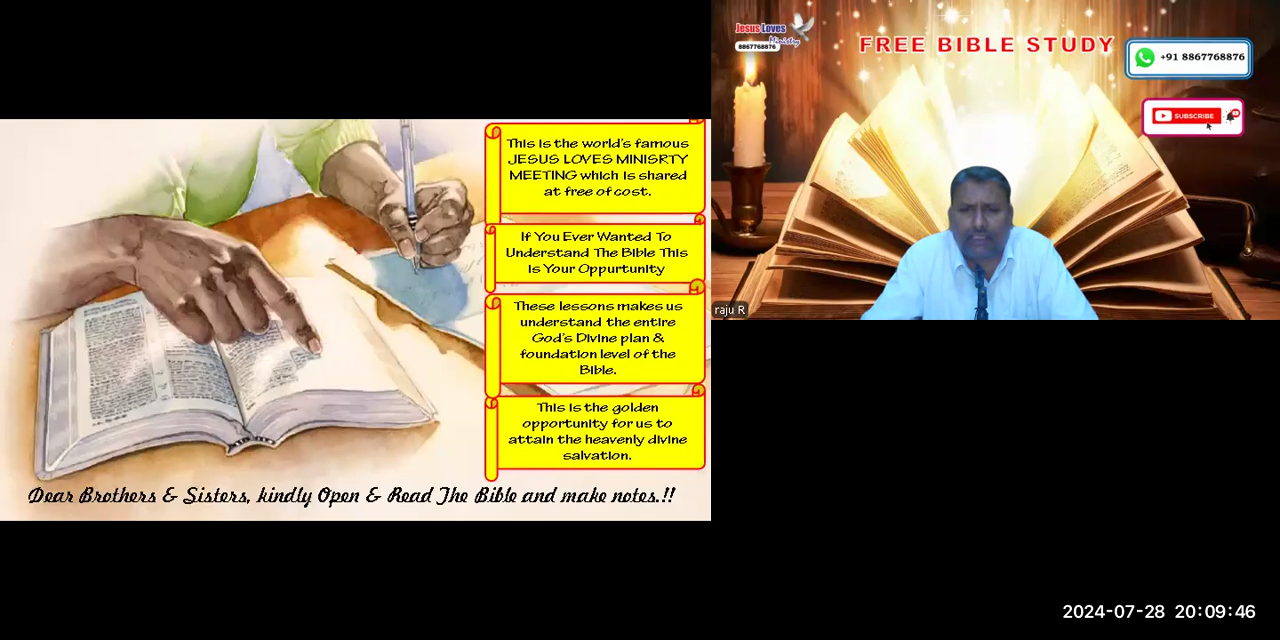 This is the world's famous
JESUS LOVES MINISRTY
MEETING which is shared
at free of cost.
If You Ever Wanted To
Understand The Bible This
Is Your Oppurtunity
These lessons makes us
understand the entire
God's Divine plan &
foundation level of the
Bible.
This is the golden
opportunity for us to
attain the heavenly divine
salvation.
Dear Brothers & Sisters, kindly Open & Read The Bible and make notes.!!
Jesus Loves
Ministry
8867768876
FREE BIBLE STUDY
+91 8867768876
SUBSCRIBE
raju R
2024-07-28 20:09:46